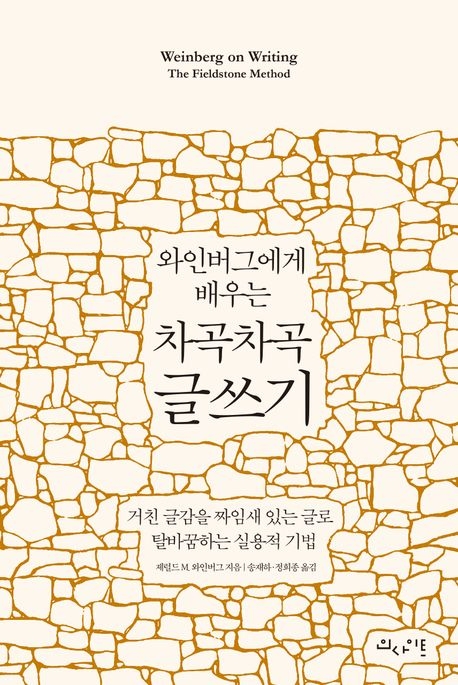 Weinberg on Writing
The Fieldstone Method
와인버그에게
배우는
차곡차곡
글쓰기
거친 글감을 짜임새 있는 글로
탈바꿈하는 실용적 기법
제럴드 M. 와인버그 지음 | 송재하·정희종 옮김
인사이트